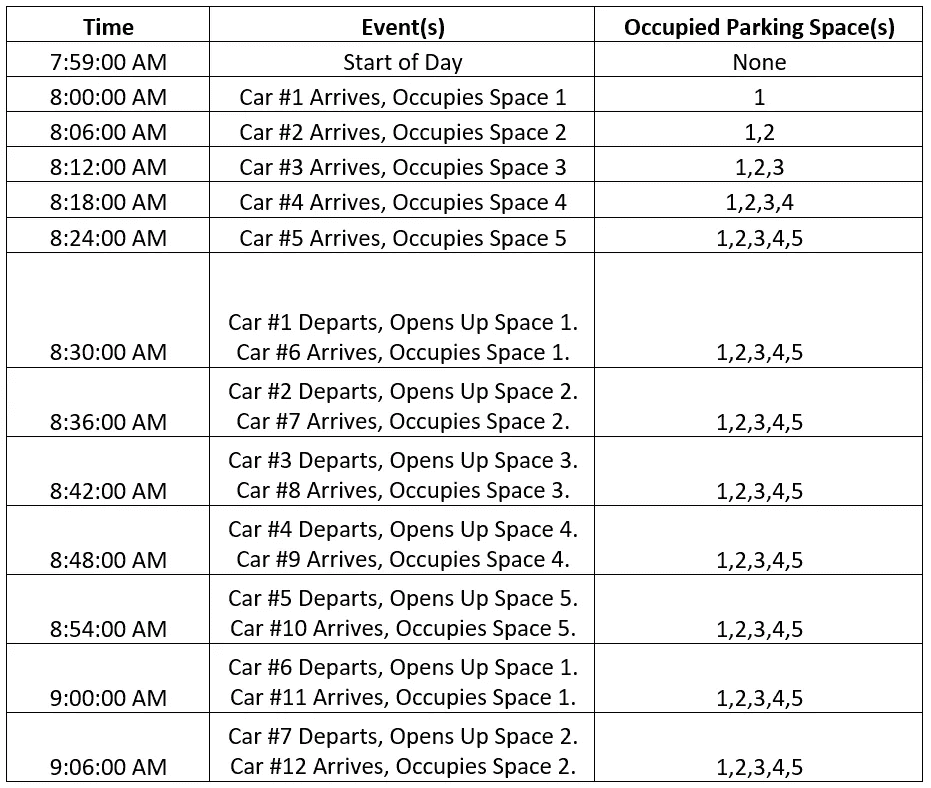 Time Event(s) Occupied Parking Space(s)
7:59:00 AM Start of Day None
8:00:00 AM Car #1 Arrives, Occupies Space 1 1
8:06:00 AM Car #2 Arrives, Occupies Space 2 1,2
8:12:00 AM Car #3 Arrives, Occupies Space 3 1,2,3
8:18:00 AM Car #4 Arrives, Occupies Space 4 1,2,3,4
8:24:00 AM Car #5 Arrives, Occupies Space 5 1,2,3,4,5
Car #1 Departs, Opens Up Space 1.
8:30:00 AM Car #6 Arrives, Occupies Space 1. 1,2,3,4,5
Car #2 Departs, Opens Up Space 2.
8:36:00 AM Car #7 Arrives, Occupies Space 2. 1,2,3,4,5
Car #3 Departs, Opens Up Space 3.
8:42:00 AM Car #8 Arrives, Occupies Space 3. 1,2,3,4,5
Car #4 Departs, Opens Up Space 4.
8:48:00 AM Car #9 Arrives, Occupies Space 4. 1,2,3,4,5
Car #5 Departs, Opens Up Space 5.
8:54:00 AM Car #10 Arrives, Occupies Space 5. 1,2,3,4,5
Car #6 Departs, Opens Up Space 1.
9:00:00 AM Car #11 Arrives, Occupies Space 1. 1,2,3,4,5
Car #7 Departs, Opens Up Space 2.
9:06:00 AM Car #12 Arrives, Occupies Space 2. 1,2,3,4,5